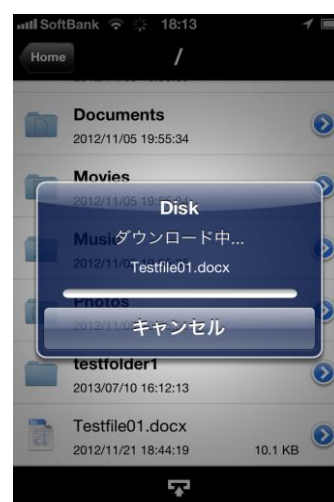 SoftBank 18:13
Home /
Documents
2012/11/05 19:55:34
Movies
Disk
ダウンロード中...
Testfile01.docx
Photos
キャンセル
testfolder1
2013/07/10 16:12:13
Testfile01.docx
2012/11/21 18:44:19 10.1 KB